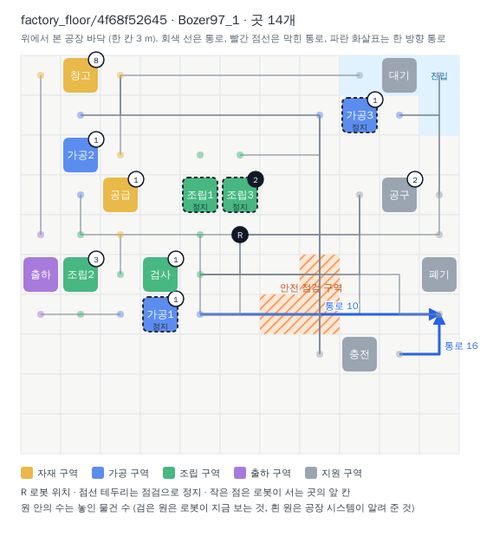 factory_floor/4f68f52645 · Bozer97_1 · 곳 14개
위에서 본 공장 바닥 (한 칸 3 m). 회색 선은 통로, 빨간 점선은 막힌 통로, 파란 화살표는 한 방향 통로
창고 8
대기
진입
가공3 1
정지
가공2 1
공급 1
조립1
정지
조립3 2
정지
공구 2
R
출하
조립2 3
검사 1
폐기
안전 점검 구역
가공1 1
정지
통로 10
충전
통로 16
자재 구역 가공 구역 조립 구역 출하 구역 지원 구역
R 로봇 위치 · 점선 테두리는 점검으로 정지 · 작은 점은 로봇이 서는 곳의 앞 칸
원 안의 수는 놓인 물건 수 (검은 원은 로봇이 지금 보는 것, 흰 원은 공장 시스템이 알려 준 것)